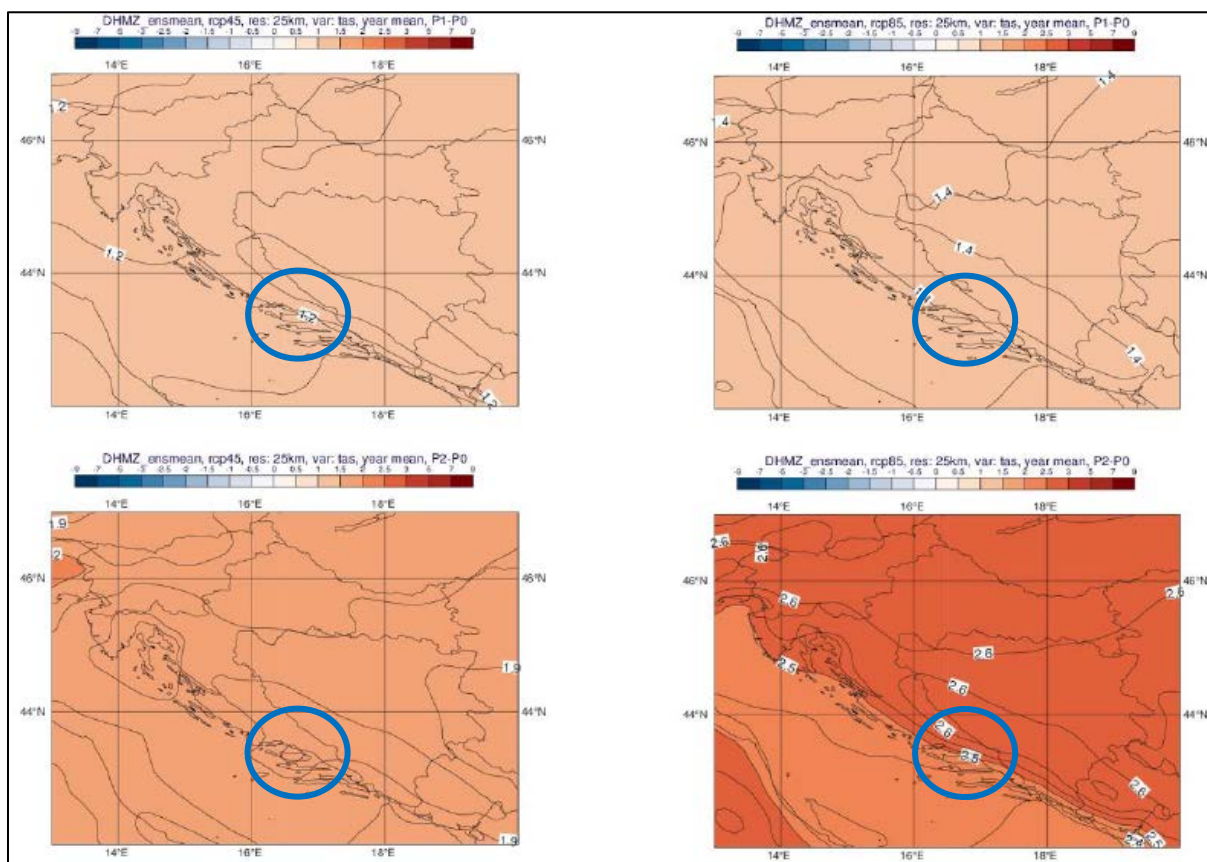 DHMZ_ensmean, rcp45, res: 25km, var: tas, year mean, P1-P0
-9 -7 -5 -3 -2.5 -2 -1.5 -1 -0.5 0 0.5 1 1.5 2 2.5 3 5 7 9
14°E 16°E 18°E
1.2
46°N 46°N
1.2
44°N 44°N
1.2
1.2
14°E 16°E 18°E
DHMZ_ensmean, rcp85, res: 25km, var: tas, year mean, P1-P0
-9 -7 -5 -3 -2.5 -2 -1.5 -1 -0.5 0 0.5 1 1.5 2 2.5 3 5 7 9
14°E 16°E 18°E
1.4
1.4
46°N 46°N
1.4
1.4
44°N 44°N
1.4
14°E 16°E 18°E
DHMZ_ensmean, rcp45, res: 25km, var: tas, year mean, P2-P0
-9 -7 -5 -3 -2.5 -2 -1.5 -1 -0.5 0 0.5 1 1.5 2 2.5 3 5 7 9
14°E 16°E 18°E
1.9
2
46°N 46°N
1.9
44°N 44°N
1.9
14°E 16°E 18°E
DHMZ_ensmean, rcp85, res: 25km, var: tas, year mean, P2-P0
-9 -7 -5 -3 -2.5 -2 -1.5 -1 -0.5 0 0.5 1 1.5 2 2.5 3 5 7 9
14°E 16°E 18°E
2.6 2.6
46°N 46°N
2.6
2.6
2.6
2.5
2.6
44°N 44°N
2.6
2.5
2.6
2.4 2.5
14°E 16°E 18°E